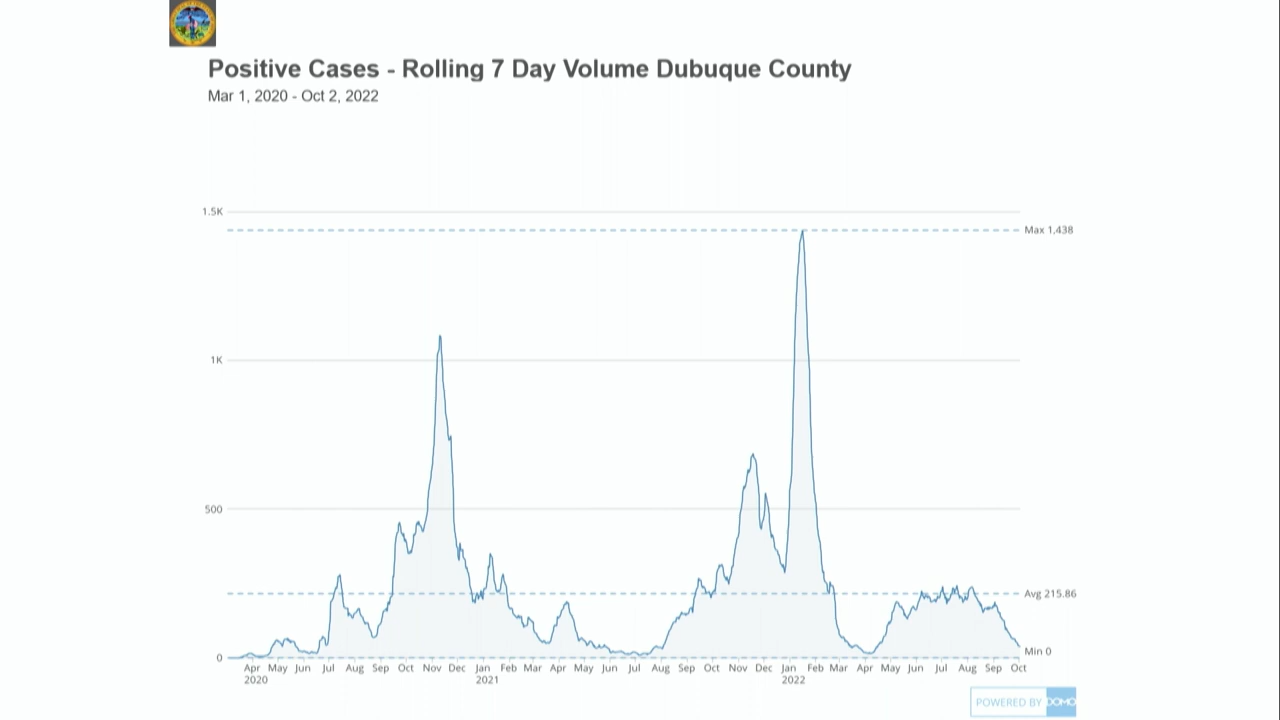 Positive Cases - Rolling 7 Day Volume Dubuque County
Mar 1, 2020 - Oct 2, 2022
1.5K
Max 1,438
1K
500
Avg 215.86
0
Min 0
Apr May Jun Jul Aug Sep Oct Nov Dec Jan Feb Mar Apr May Jun Jul Aug Sep Oct Nov Dec Jan Feb Mar Apr May Jun Jul Aug Sep Oct
2020 2021 2022
POWERED BY DOMO